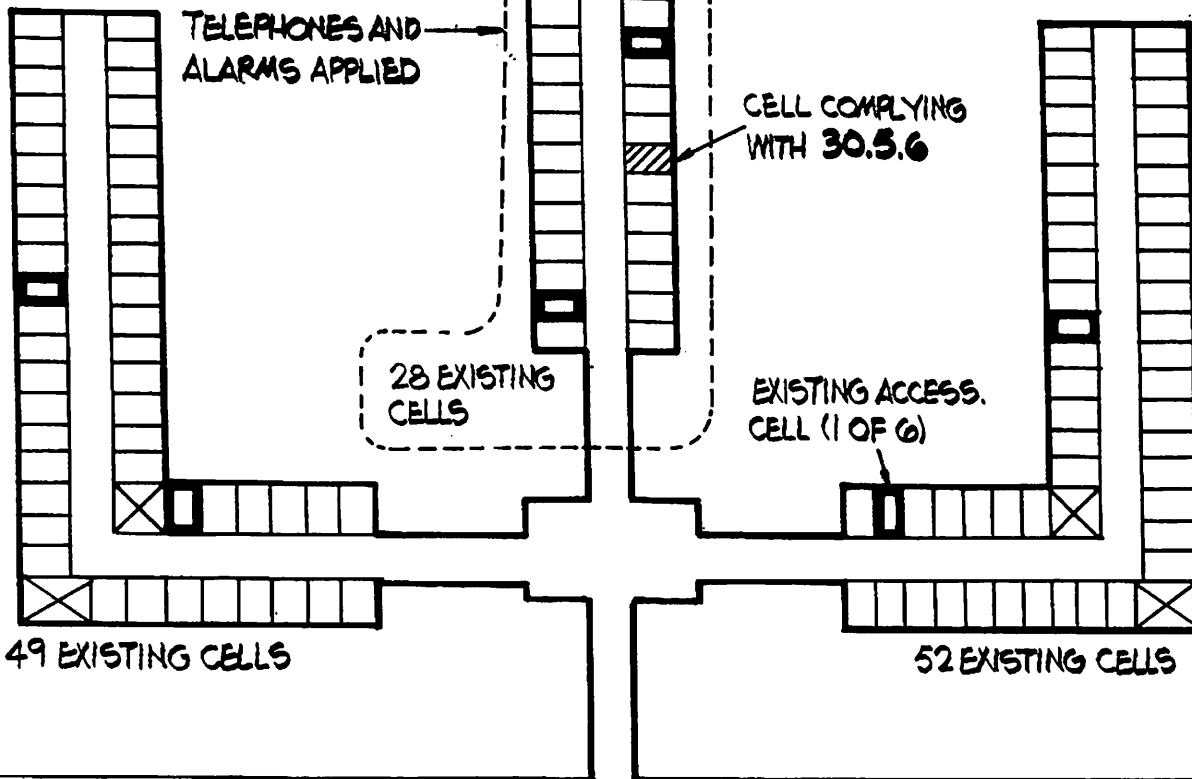 TELEPHONES AND
ALARMS APPLIED
CELL COMPLYING
WITH 30.5.6
28 EXISTING
CELLS
EXISTING ACCESS.
CELL (1 OF 6)
49 EXISTING CELLS
52 EXISTING CELLS